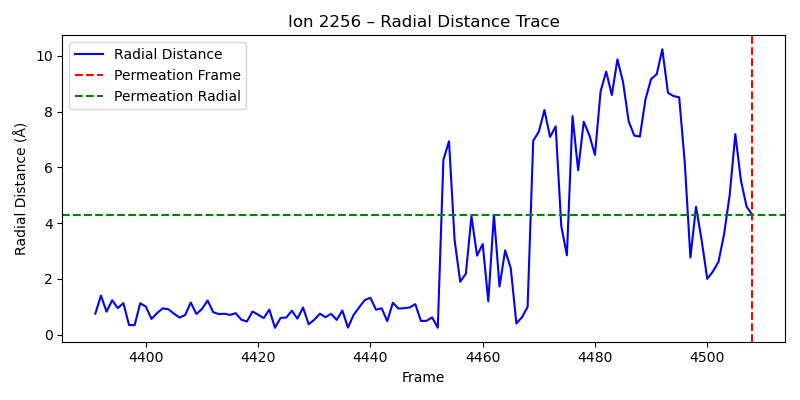 Ion 2256 – Radial Distance Trace
Radial Distance
Permeation Frame
Permeation Radial
Radial Distance (Å)
10
8
6
4
2
0
4400
4420
4440
4460
4480
4500
Frame